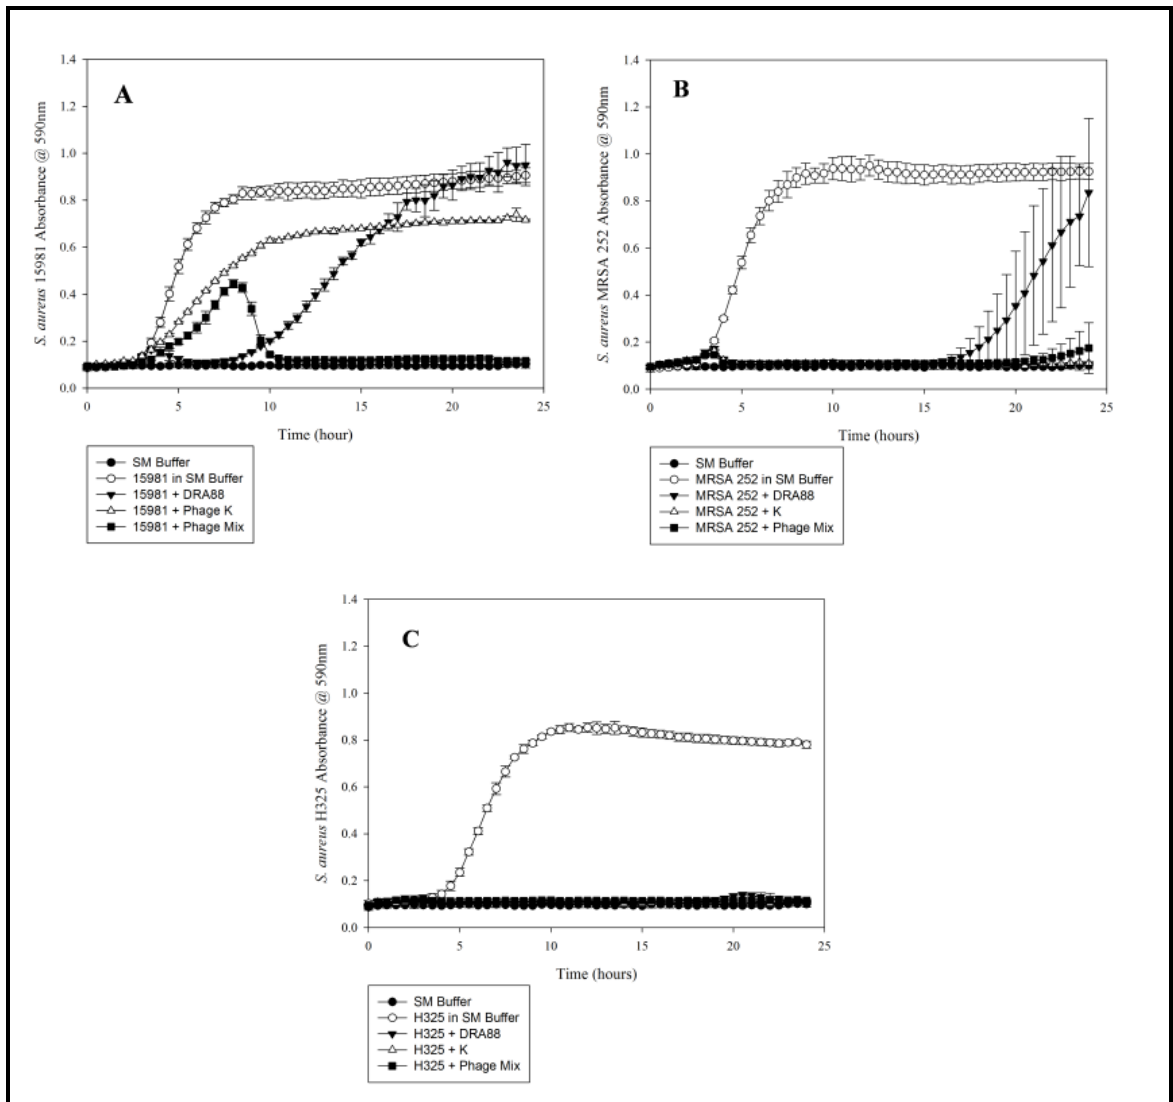 A
S. aureus 15981 Absorbance @ 590nm
1.4
1.2
1.0
0.8
0.6
0.4
0.2
0.0
0 5 10 15 20 25
Time (hour)
SM Buffer
15981 in SM Buffer
15981 + DRA88
15981 + Phage K
15981 + Phage Mix
B
S. aureus MRSA 252 Absorbance @ 590nm
1.4
1.2
1.0
0.8
0.6
0.4
0.2
0.0
0 5 10 15 20 25
Time (hours)
SM Buffer
MRSA 252 in SM Buffer
MRSA 252 + DRA88
MRSA 252 + K
MRSA 252 + Phage Mix
C
S. aureus H325 Absorbance @ 590nm
1.4
1.2
1.0
0.8
0.6
0.4
0.2
0.0
0 5 10 15 20 25
Time (hours)
SM Buffer
H325 in SM Buffer
H325 + DRA88
H325 + K
H325 + Phage Mix